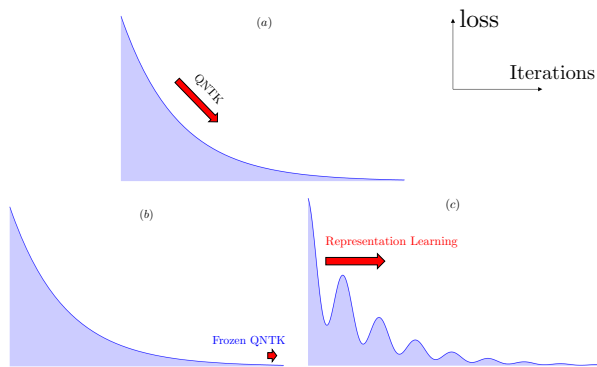 (a)
loss
Iterations
QNTK
(b)
Frozen QNTK
(c)
Representation Learning